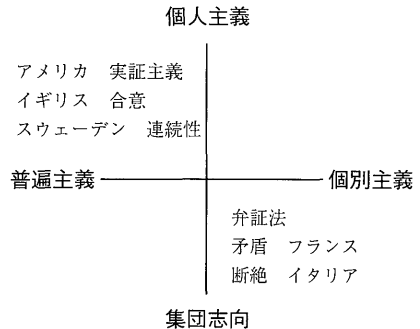 個人主義
アメリカ 実証主義
イギリス 合意
スウェーデン 連続性
普遍主義 個別主義
弁証法
矛盾 フランス
断絶 イタリア
集団志向